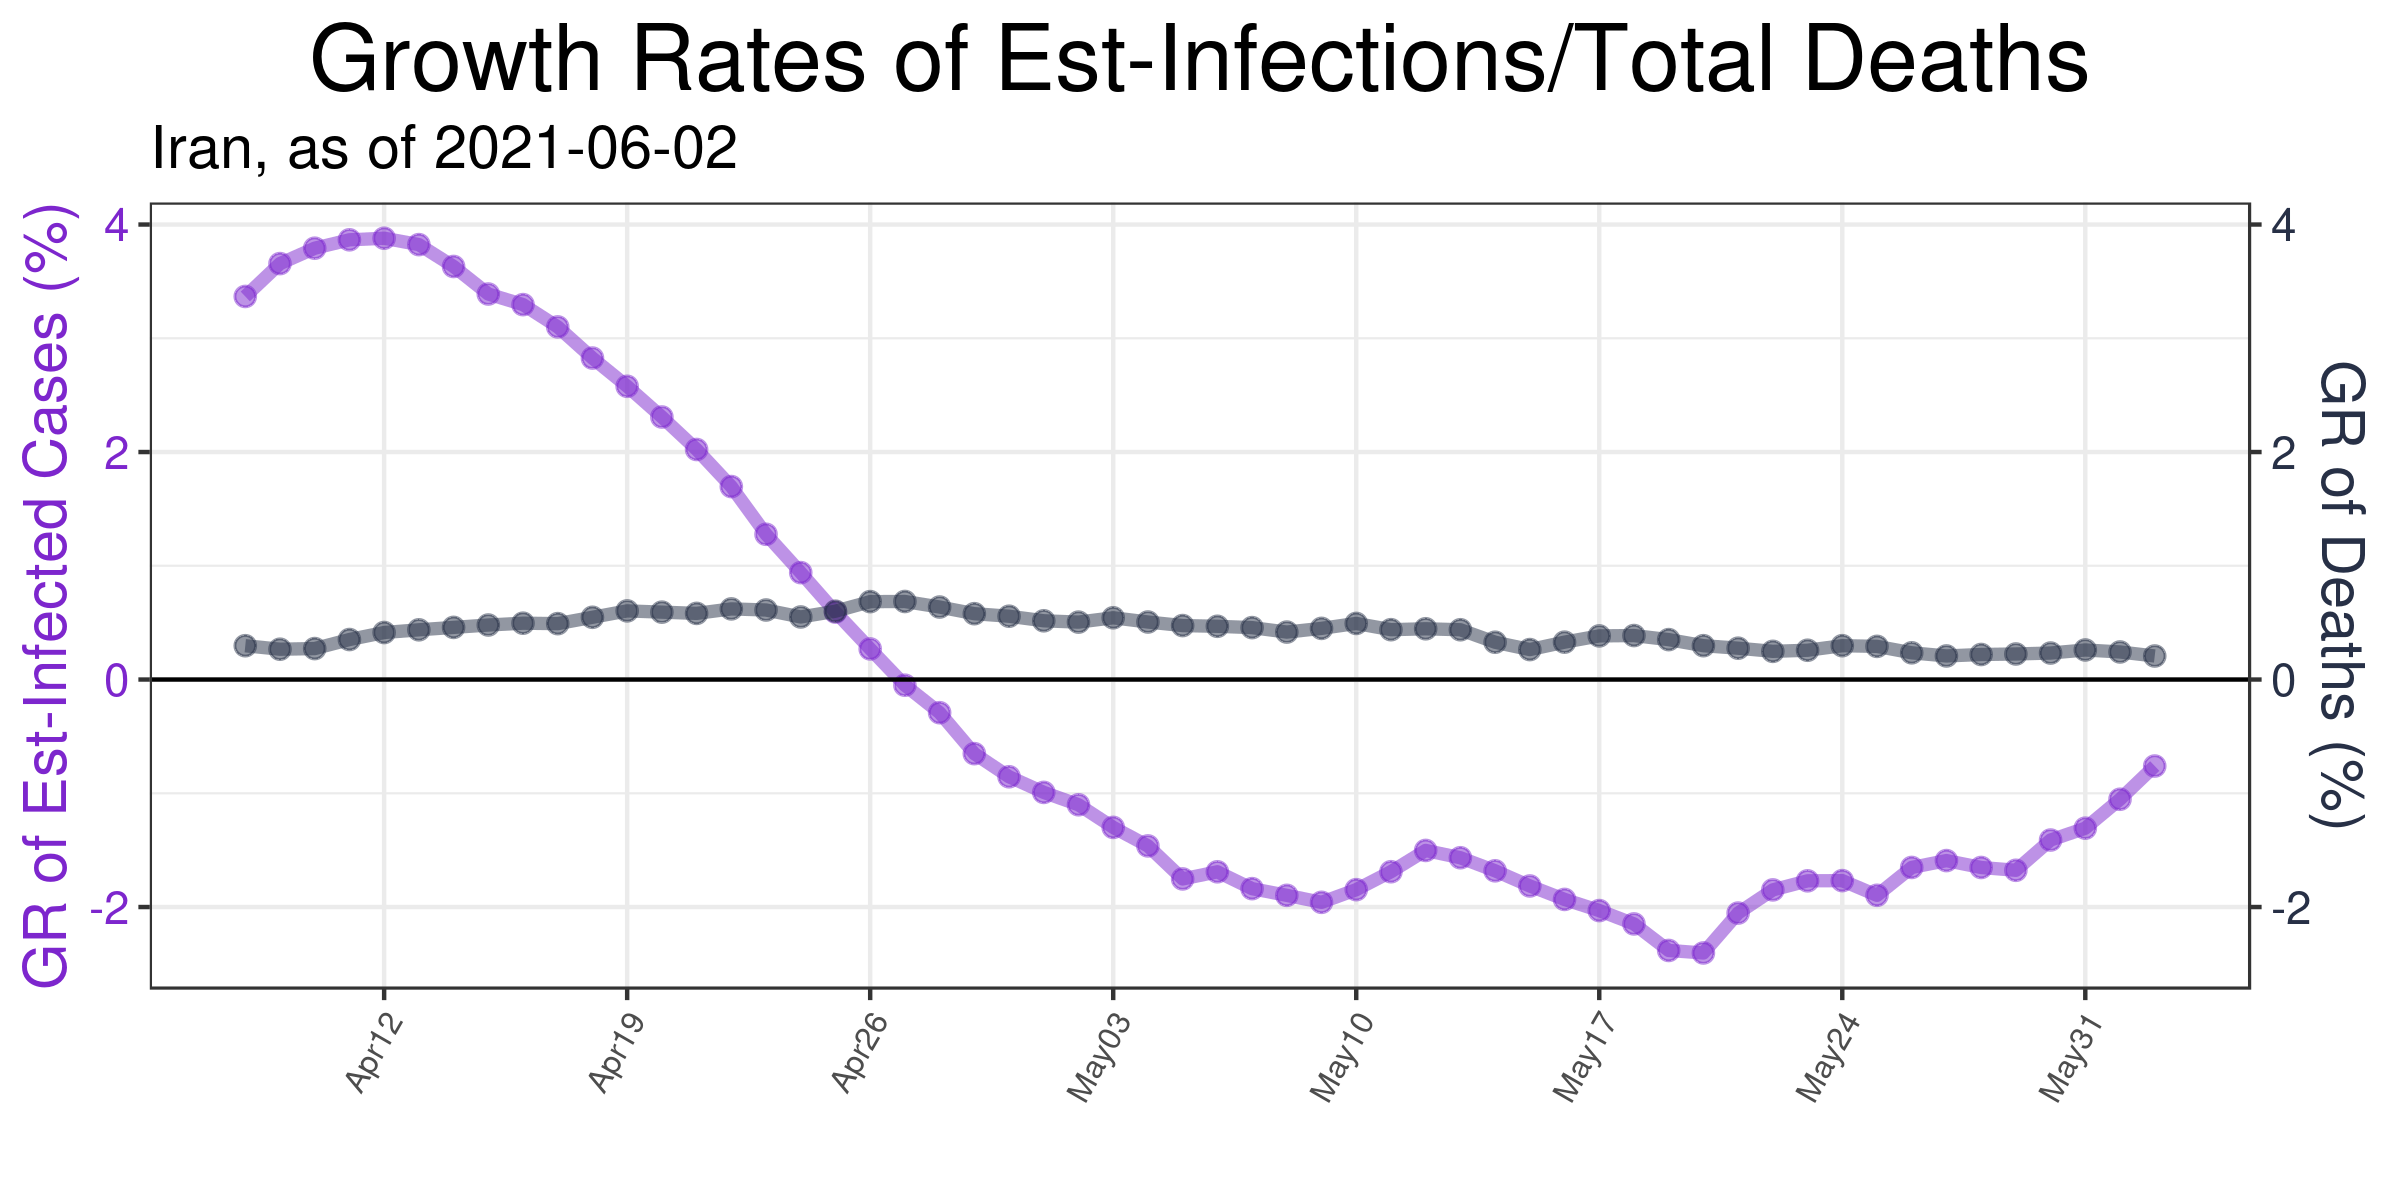 Growth Rates of Est-Infections/Total Deaths
Iran, as of 2021-06-02
GR of Est-Infected Cases (%)
4
2
0
-2
4
2
0
-2
GR of Deaths (%)
Apr12
Apr19
Apr26
May03
May10
May17
May24
May31